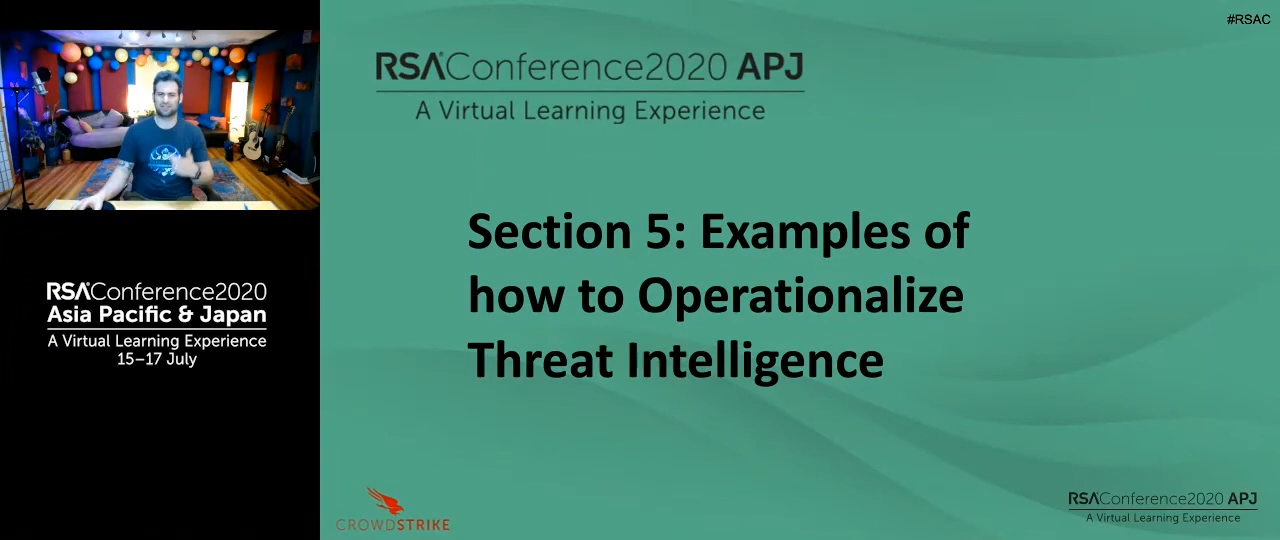 #RSAC
RSAConference2020 APJ
A Virtual Learning Experience
Section 5: Examples of
how to Operationalize
Threat Intelligence
RSAConference2020
Asia Pacific & Japan
A Virtual Learning Experience
15–17 July
CROWDSTRIKE
RSAConference2020 APJ
A Virtual Learning Experience